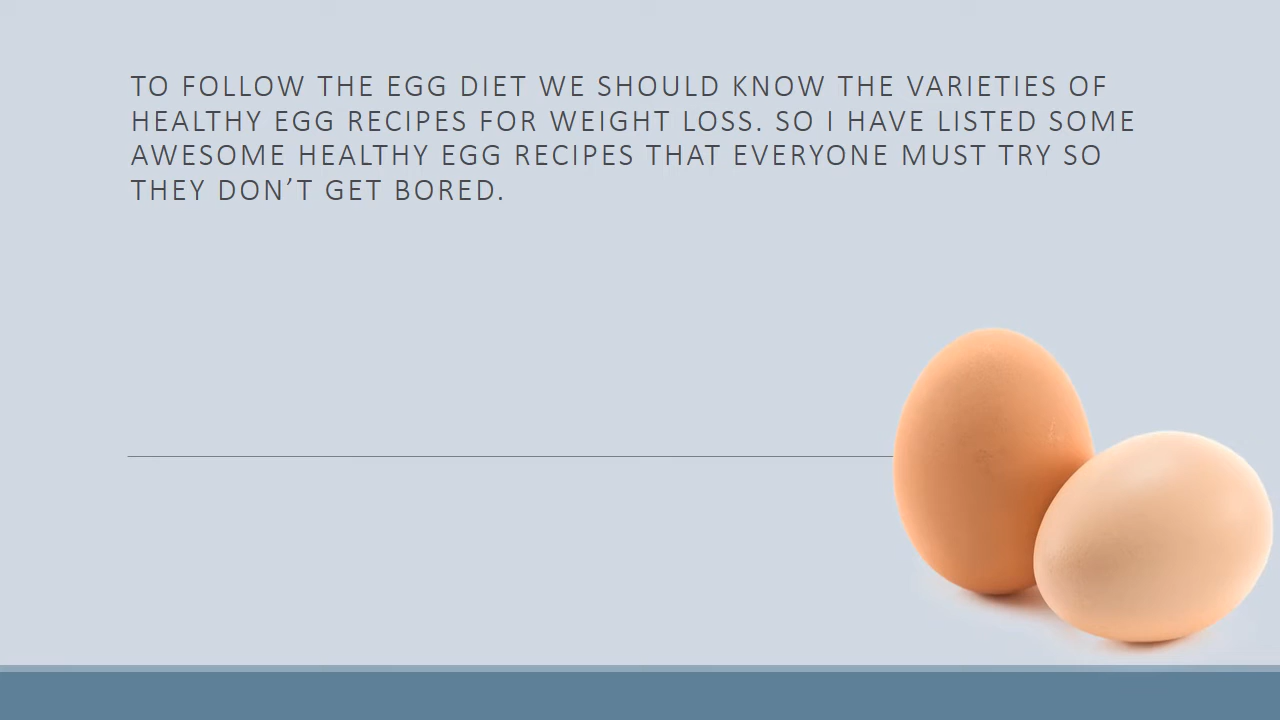 TO FOLLOW THE EGG DIET WE SHOULD KNOW THE VARIETIES OF
HEALTHY EGG RECIPES FOR WEIGHT LOSS. SO I HAVE LISTED SOME
AWESOME HEALTHY EGG RECIPES THAT EVERYONE MUST TRY SO
THEY DON’T GET BORED.